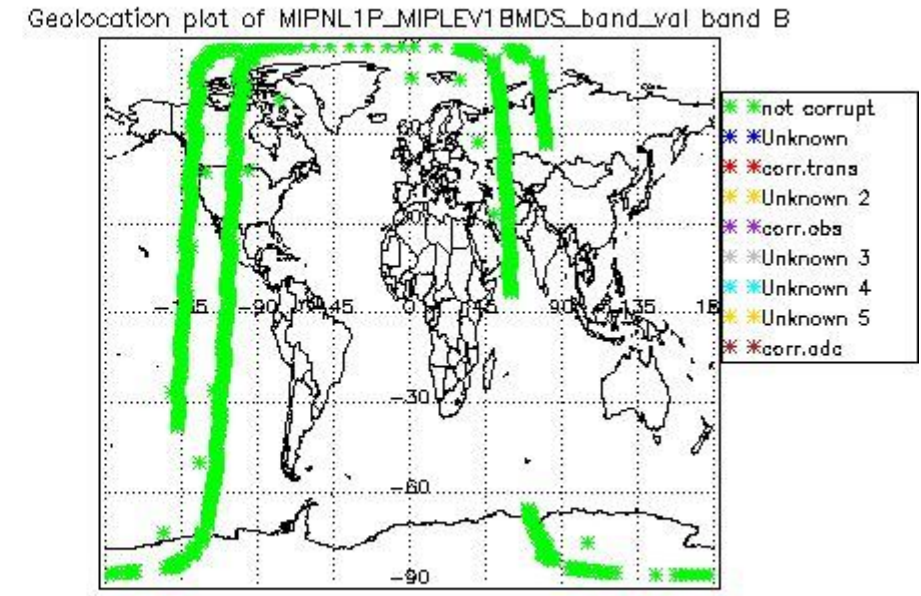 Geolocation plot of MIPNL1P_MIPLEV1BMDS_band_val band B
not corrupt
Unknown
corr.trans
Unknown 2
corr.obs
Unknown 3
Unknown 4
Unknown 5
corr.adc
60
-90
45
90
135
18
-30
-60
-90